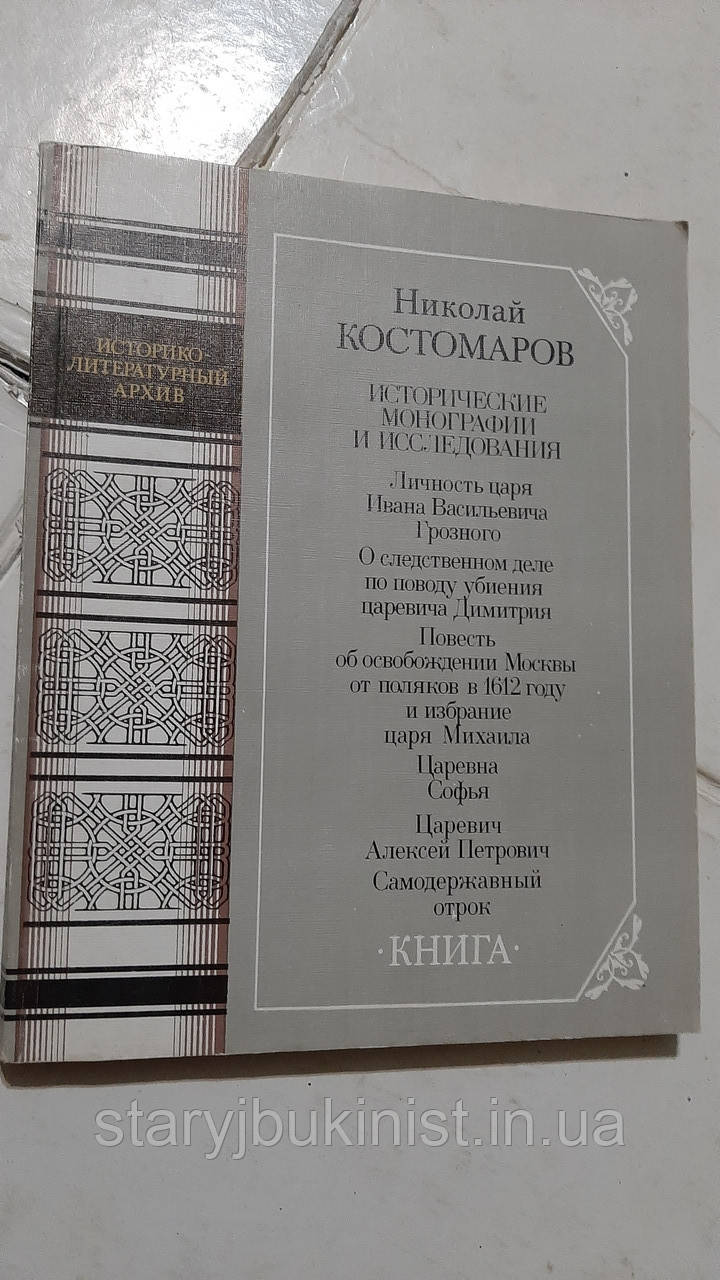 ИСТОРИКО-
ЛИТЕРАТУРНЫЙ
АРХИВ
Николай
КОСТОМАРОВ
ИСТОРИЧЕСКИЕ
МОНОГРАФИИ
И ИССЛЕДОВАНИЯ
Личность царя
Ивана Васильевича
Грозного
О следственном деле
по поводу убиения
царевича Димитрия
Повесть
об освобождении Москвы
от поляков в 1612 году
и избрание
царя Михаила
Царевна
Софья
Царевич
Алексей Петрович
Самодержавный
отрок
·КНИГА·
staryjbukinist.in.ua